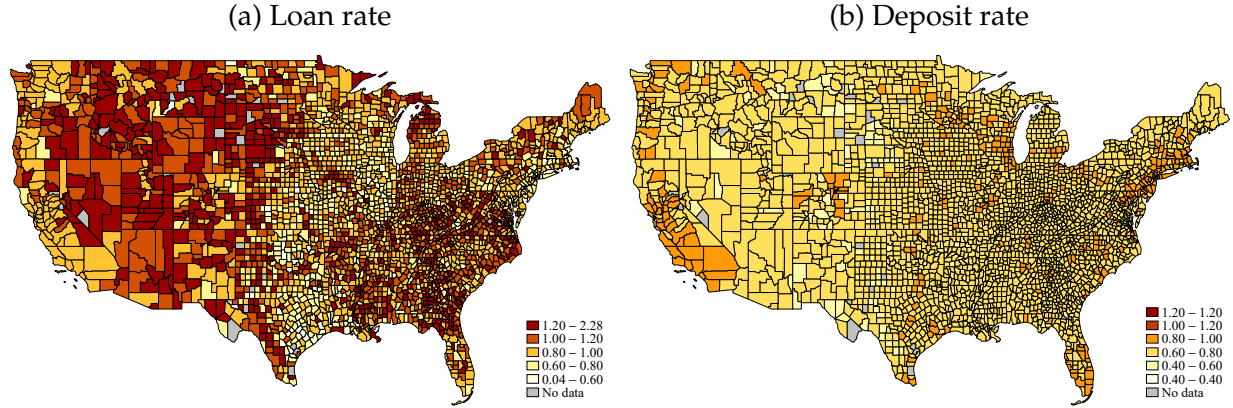 (a) Loan rate
(b) Deposit rate
1.20 – 2.28
1.00 – 1.20
0.80 – 1.00
0.60 – 0.80
0.04 – 0.60
No data
1.20 – 1.20
1.00 – 1.20
0.80 – 1.00
0.60 – 0.80
0.40 – 0.60
0.40 – 0.40
No data